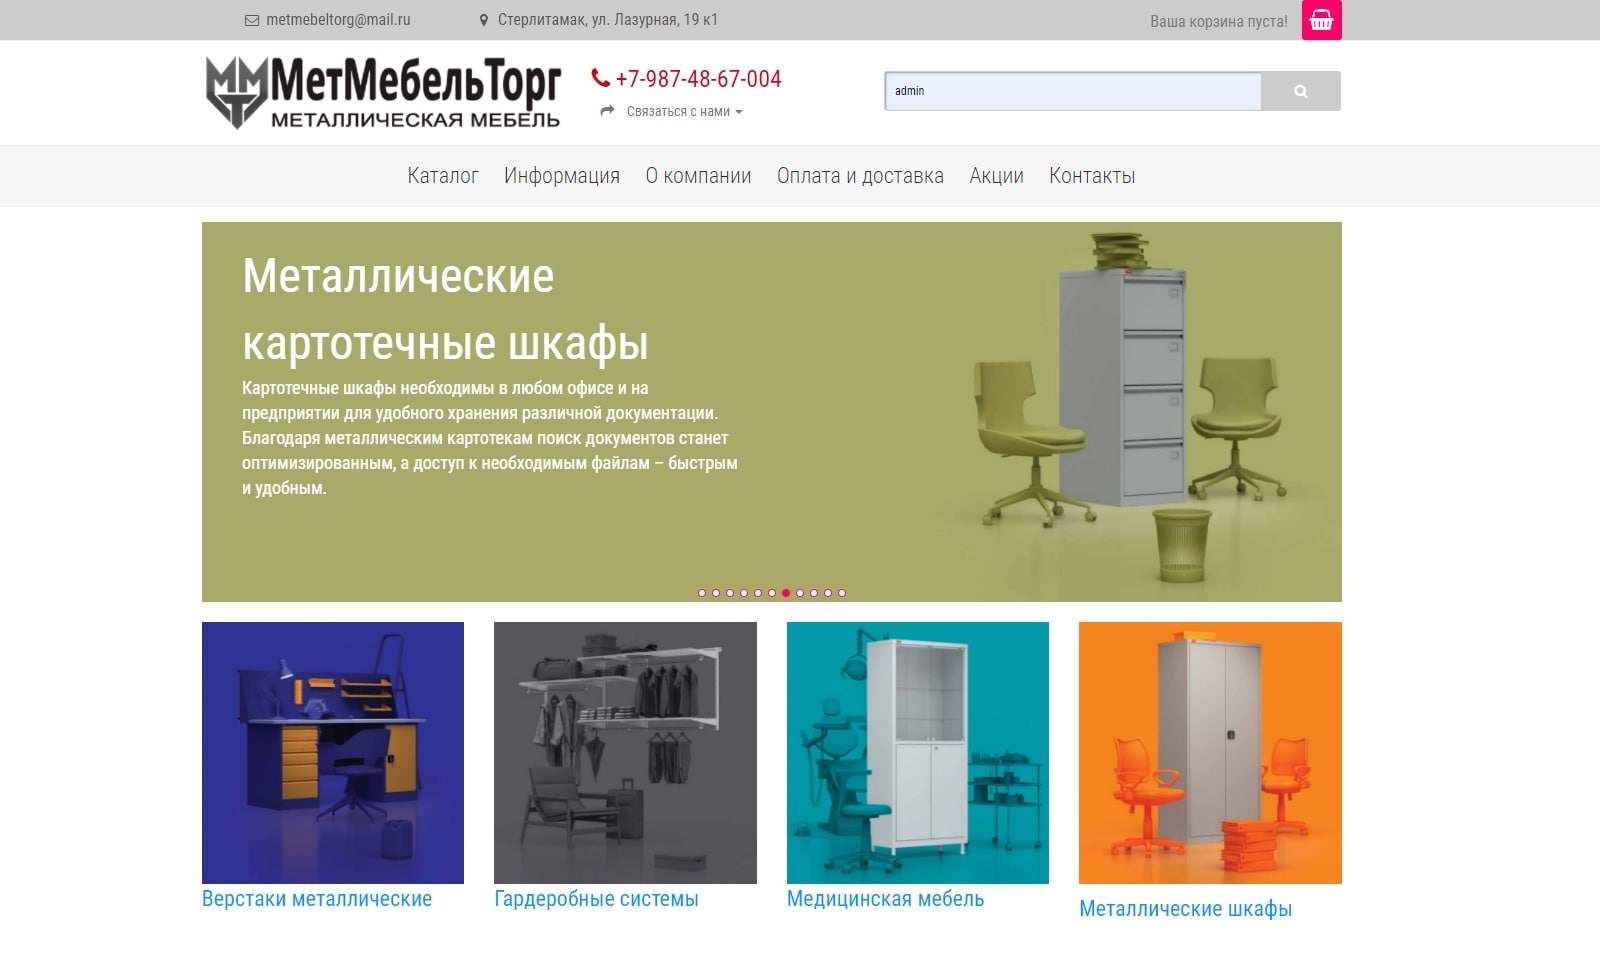 metmebeltorg@mail.ru
Стерлитамак, ул. Лазурная, 19 к1
Ваша корзина пуста!
МетМебельТорг
МЕТАЛЛИЧЕСКАЯ МЕБЕЛЬ
+7-987-48-67-004
Связаться с нами
admin
Каталог Информация О компании Оплата и доставка Акции Контакты
Металлические
картотечные шкафы
Картотечные шкафы необходимы в любом офисе и на
предприятии для удобного хранения различной документации.
Благодаря металлическим картотекам поиск документов станет
оптимизированным, а доступ к необходимым файлам – быстрым
и удобным.
Верстаки металлические
Гардеробные системы
Медицинская мебель
Металлические шкафы